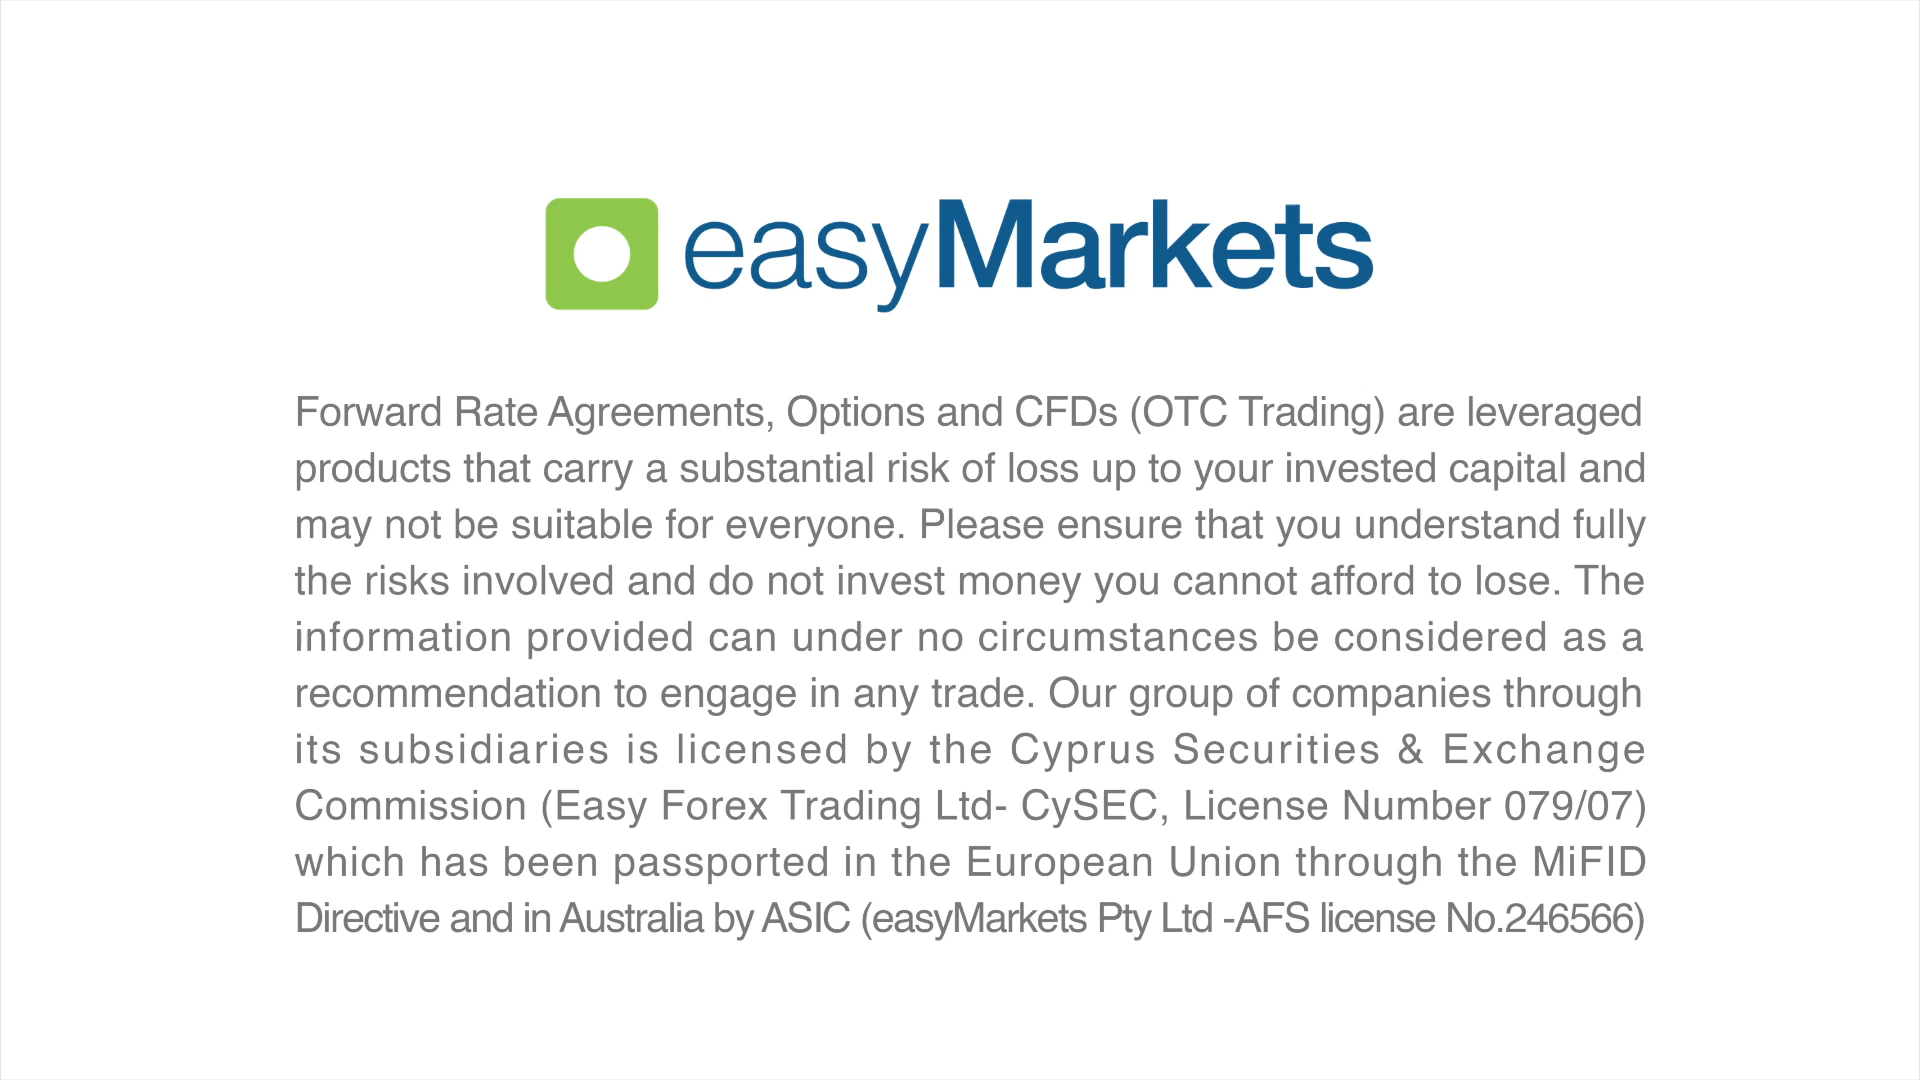 easyMarkets
Forward Rate Agreements, Options and CFDs (OTC Trading) are leveraged
products that carry a substantial risk of loss up to your invested capital and
may not be suitable for everyone. Please ensure that you understand fully
the risks involved and do not invest money you cannot afford to lose. The
information provided can under no circumstances be considered as a
recommendation to engage in any trade. Our group of companies through
its subsidiaries is licensed by the Cyprus Securities & Exchange
Commission (Easy Forex Trading Ltd- CySEC, License Number 079/07)
which has been passported in the European Union through the MiFID
Directive and in Australia by ASIC (easyMarkets Pty Ltd -AFS license No.246566)